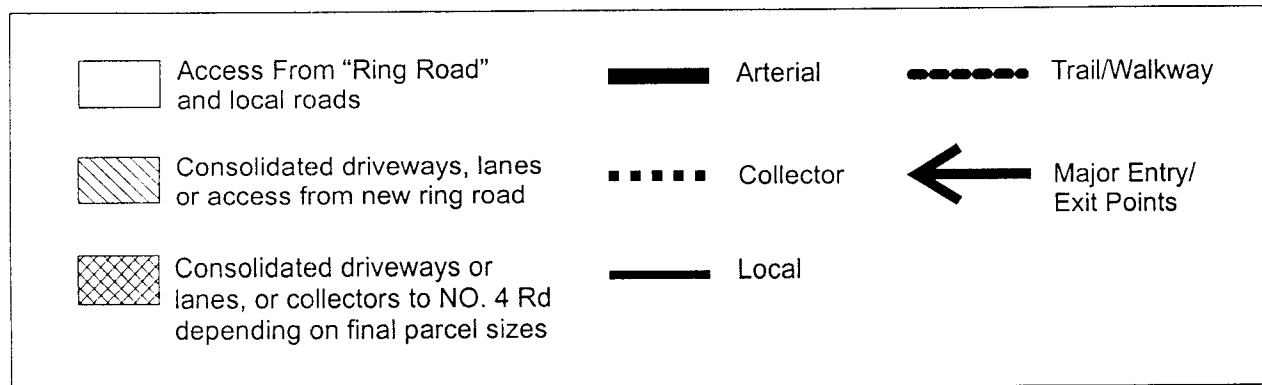 Access From "Ring Road"
and local roads
Consolidated driveways, lanes
or access from new ring road
Consolidated driveways or
lanes, or collectors to NO. 4 Rd
depending on final parcel sizes
Arterial
Collector
Local
Trail/Walkway
Major Entry/
Exit Points